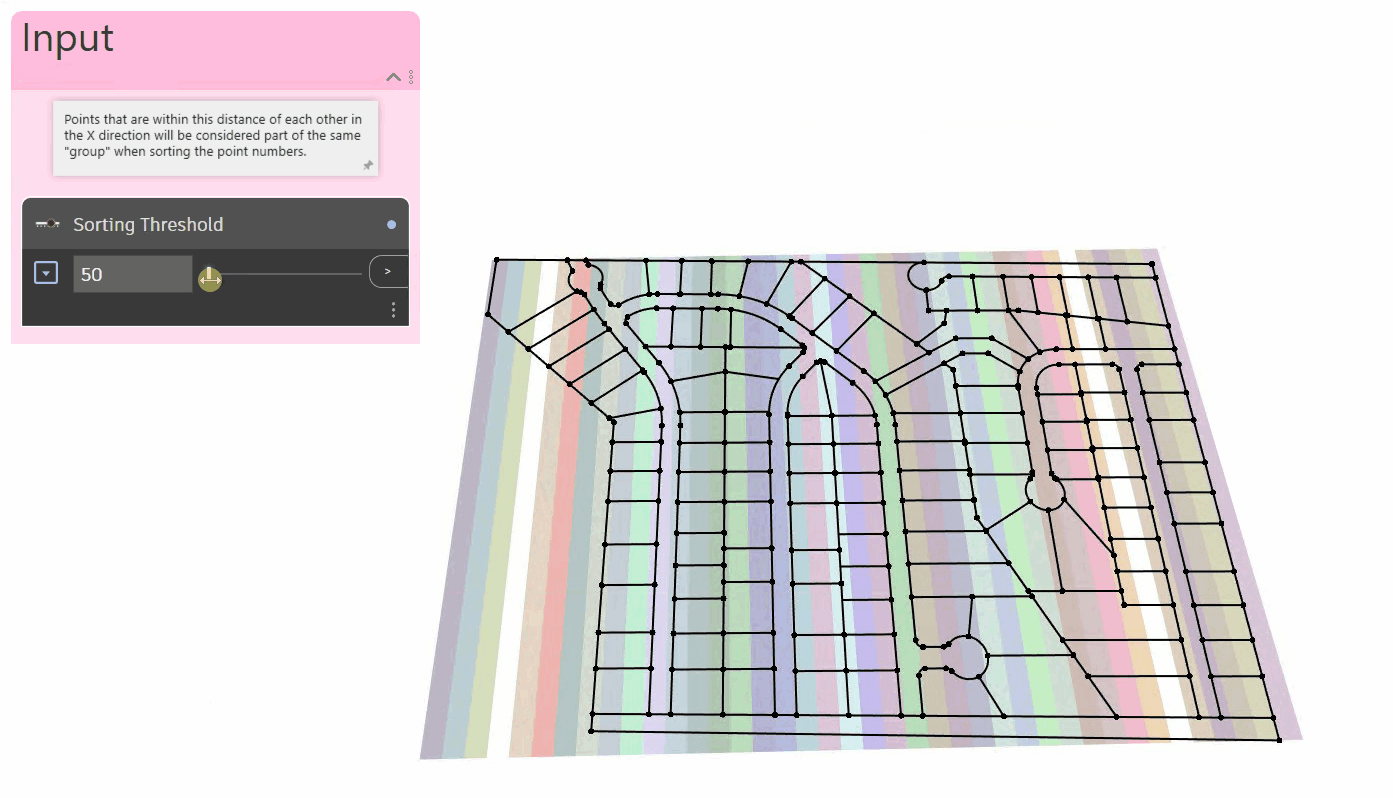 Input
Points that are within this distance of each other in
the X direction will be considered part of the same
"group" when sorting the point numbers.
Sorting Threshold
50
>